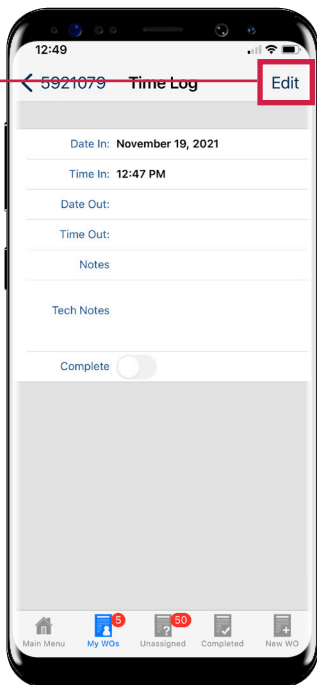 12:49
5921079 Time Log Edit
Date In: November 19, 2021
Time In: 12:47 PM
Date Out:
Time Out:
Notes
Tech Notes
Complete
5 50
Main Menu My WOs Unassigned Completed New WO